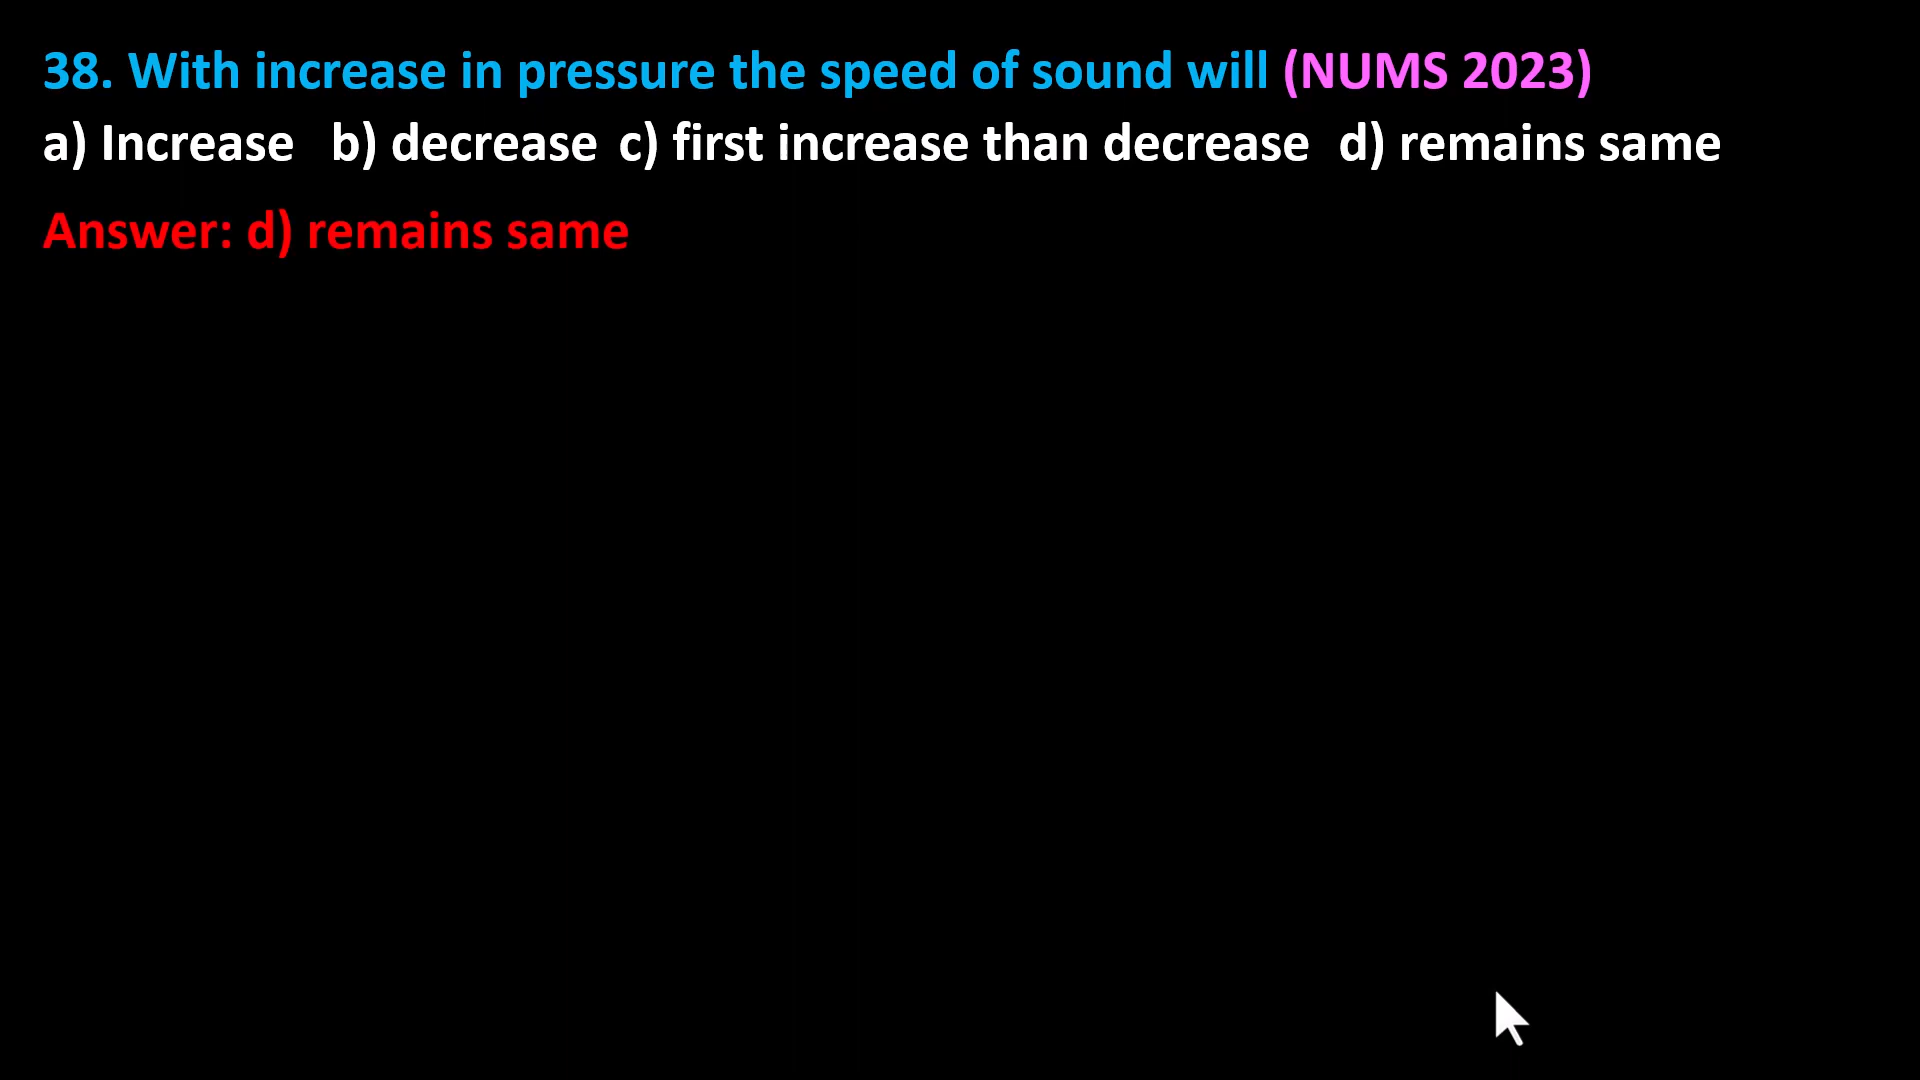 38. With increase in pressure the speed of sound will (NUMS 2023)
a) Increase b) decrease c) first increase than decrease d) remains same
Answer: d) remains same